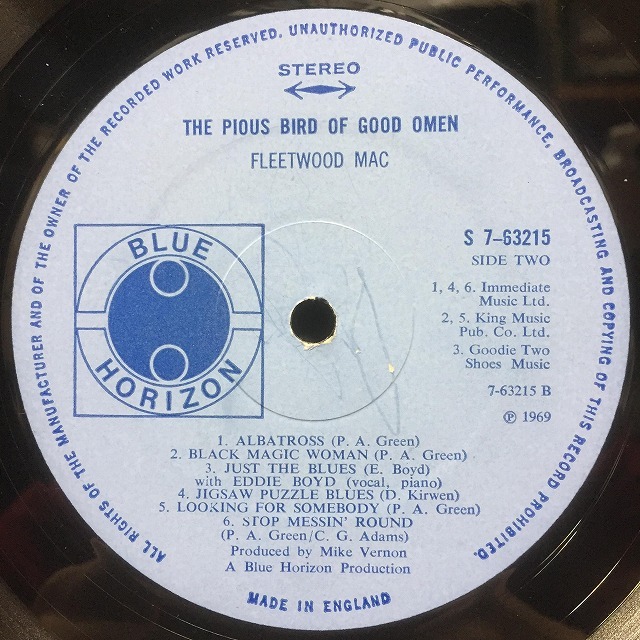 ALL RIGHTS OF THE MANUFACTURER AND OF THE OWNER OF THE RECORDED WORK RESERVED. UNAUTHORIZED PUBLIC PERFORMANCE, BROADCASTING AND COPYING OF THIS RECORD PROHIBITED.
STEREO
THE PIOUS BIRD OF GOOD OMEN
FLEETWOOD MAC
BLUE
HORIZON
S 7–63215
SIDE TWO
1, 4, 6. Immediate
Music Ltd.
2, 5. King Music
Pub. Co. Ltd.
3. Goodie Two
Shoes Music
7-63215 B
℗ 1969
1. ALBATROSS (P. A. Green)
2. BLACK MAGIC WOMAN (P. A. Green)
3. JUST THE BLUES (E. Boyd)
with EDDIE BOYD (vocal, piano)
4. JIGSAW PUZZLE BLUES (D. Kirwen)
5. LOOKING FOR SOMEBODY (P. A. Green)
6. STOP MESSIN' ROUND
(P. A. Green/C. G. Adams)
Produced by Mike Vernon
A Blue Horizon Production
MADE IN ENGLAND